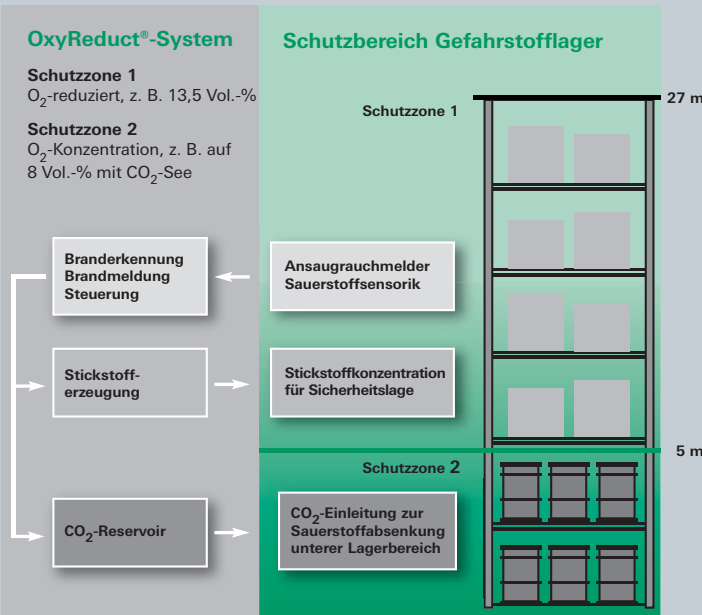 OxyReduct®-System
Schutzzone 1
O₂-reduziert, z. B. 13,5 Vol.-%
Schutzzone 2
O₂-Konzentration, z. B. auf
8 Vol.-% mit CO₂-See
Schutzbereich Gefahrstofflager
Schutzzone 1
27 m
Branderkennung
Brandmeldung
Steuerung
Ansaugrauchmelder
Sauerstoffsensorik
Stickstoff-
erzeugung
Stickstoffkonzentration
für Sicherheitslage
5 m
Schutzzone 2
CO₂-Reservoir
CO₂-Einleitung zur
Sauerstoffabsenkung
unterer Lagerbereich